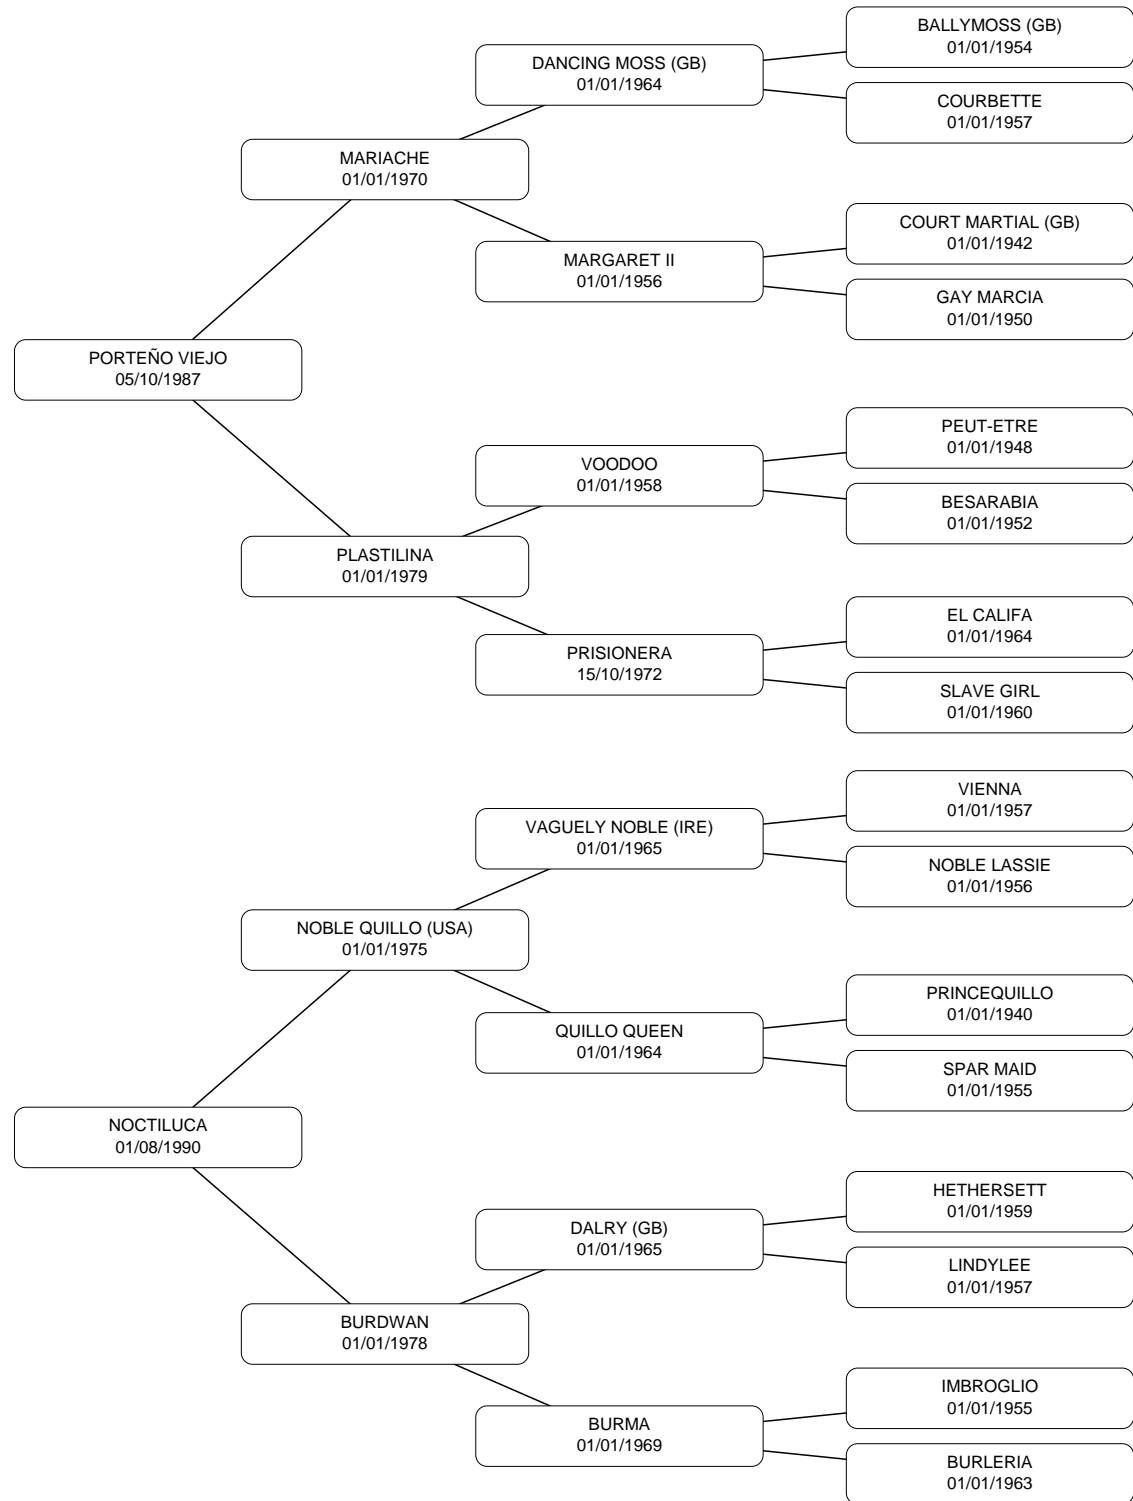 BALLYMOSS (GB)
01/01/1954
DANCING MOSS (GB)
01/01/1964
COURBETTE
01/01/1957
MARIACHE
01/01/1970
COURT MARTIAL (GB)
01/01/1942
MARGARET II
01/01/1956
GAY MARCIA
01/01/1950
PORTEÑO VIEJO
05/10/1987
PEUT-ETRE
01/01/1948
VOODOO
01/01/1958
BESARABIA
01/01/1952
PLASTILINA
01/01/1979
EL CALIFA
01/01/1964
PRISIONERA
15/10/1972
SLAVE GIRL
01/01/1960
VIENNA
01/01/1957
VAGUELY NOBLE (IRE)
01/01/1965
NOBLE LASSIE
01/01/1956
NOBLE QUILLO (USA)
01/01/1975
PRINCEQUILLO
01/01/1940
QUILLO QUEEN
01/01/1964
SPAR MAID
01/01/1955
NOCTILUCA
01/08/1990
HETHERSETT
01/01/1959
DALRY (GB)
01/01/1965
LINDYLEE
01/01/1957
BURDWAN
01/01/1978
IMBROGLIO
01/01/1955
BURMA
01/01/1969
BURLERIA
01/01/1963